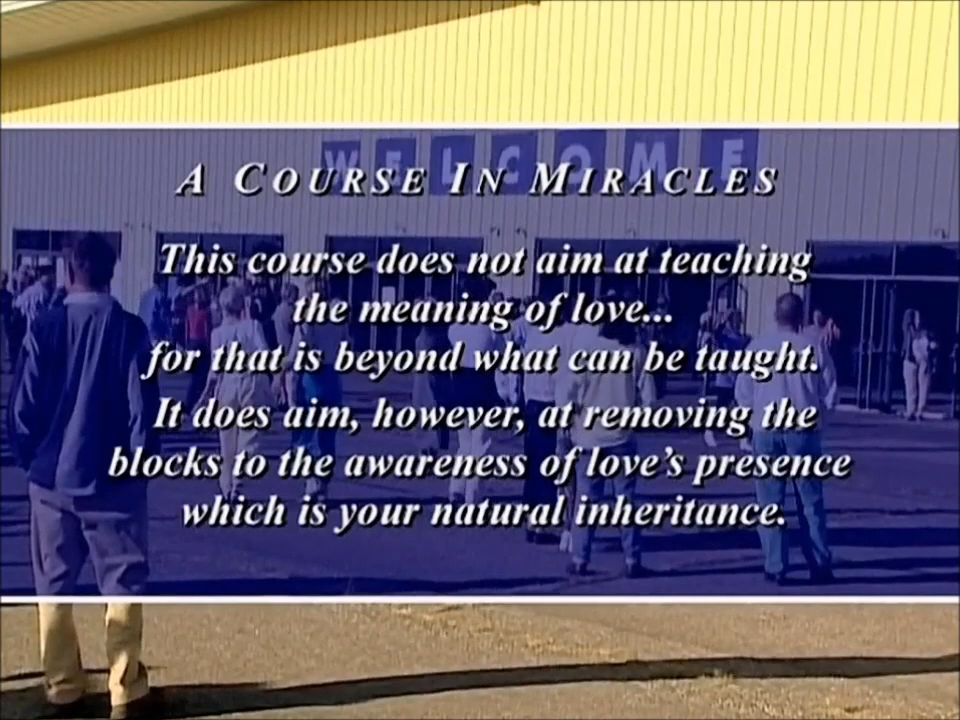 WELCOME
A COURSE IN MIRACLES
This course does not aim at teaching
the meaning of love...
for that is beyond what can be taught.
It does aim, however, at removing the
blocks to the awareness of love's presence
which is your natural inheritance.